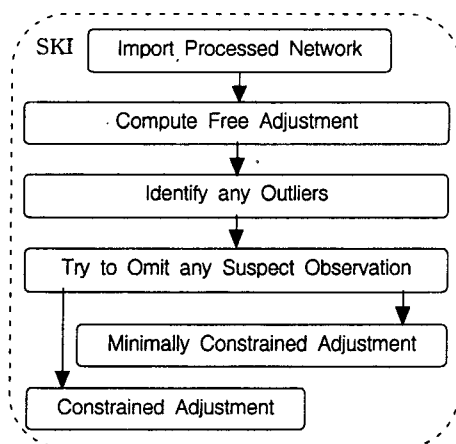 SKI
Import Processed Network
Compute Free Adjustment
Identify any Outliers
Try to Omit any Suspect Observation
Minimally Constrained Adjustment
Constrained Adjustment